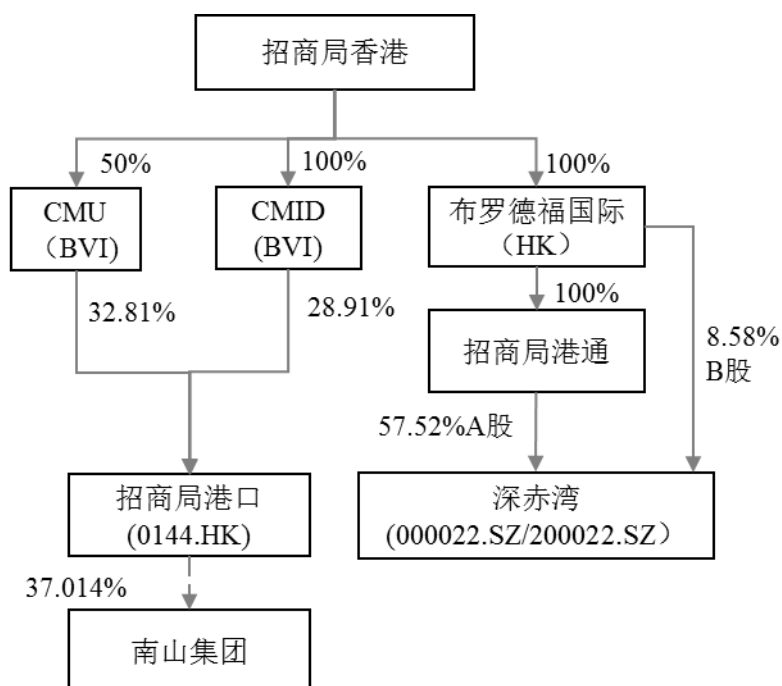 招商局香港
50%
100%
100%
CMU
（BVI)
CMID
(BVI)
布罗德福国际
（HK）
32.81%
28.91%
100%
招商局港通
8.58%
B股
57.52%A股
招商局港口
(0144.HK)
深赤湾
(000022.SZ/200022.SZ）
37.014%
南山集团